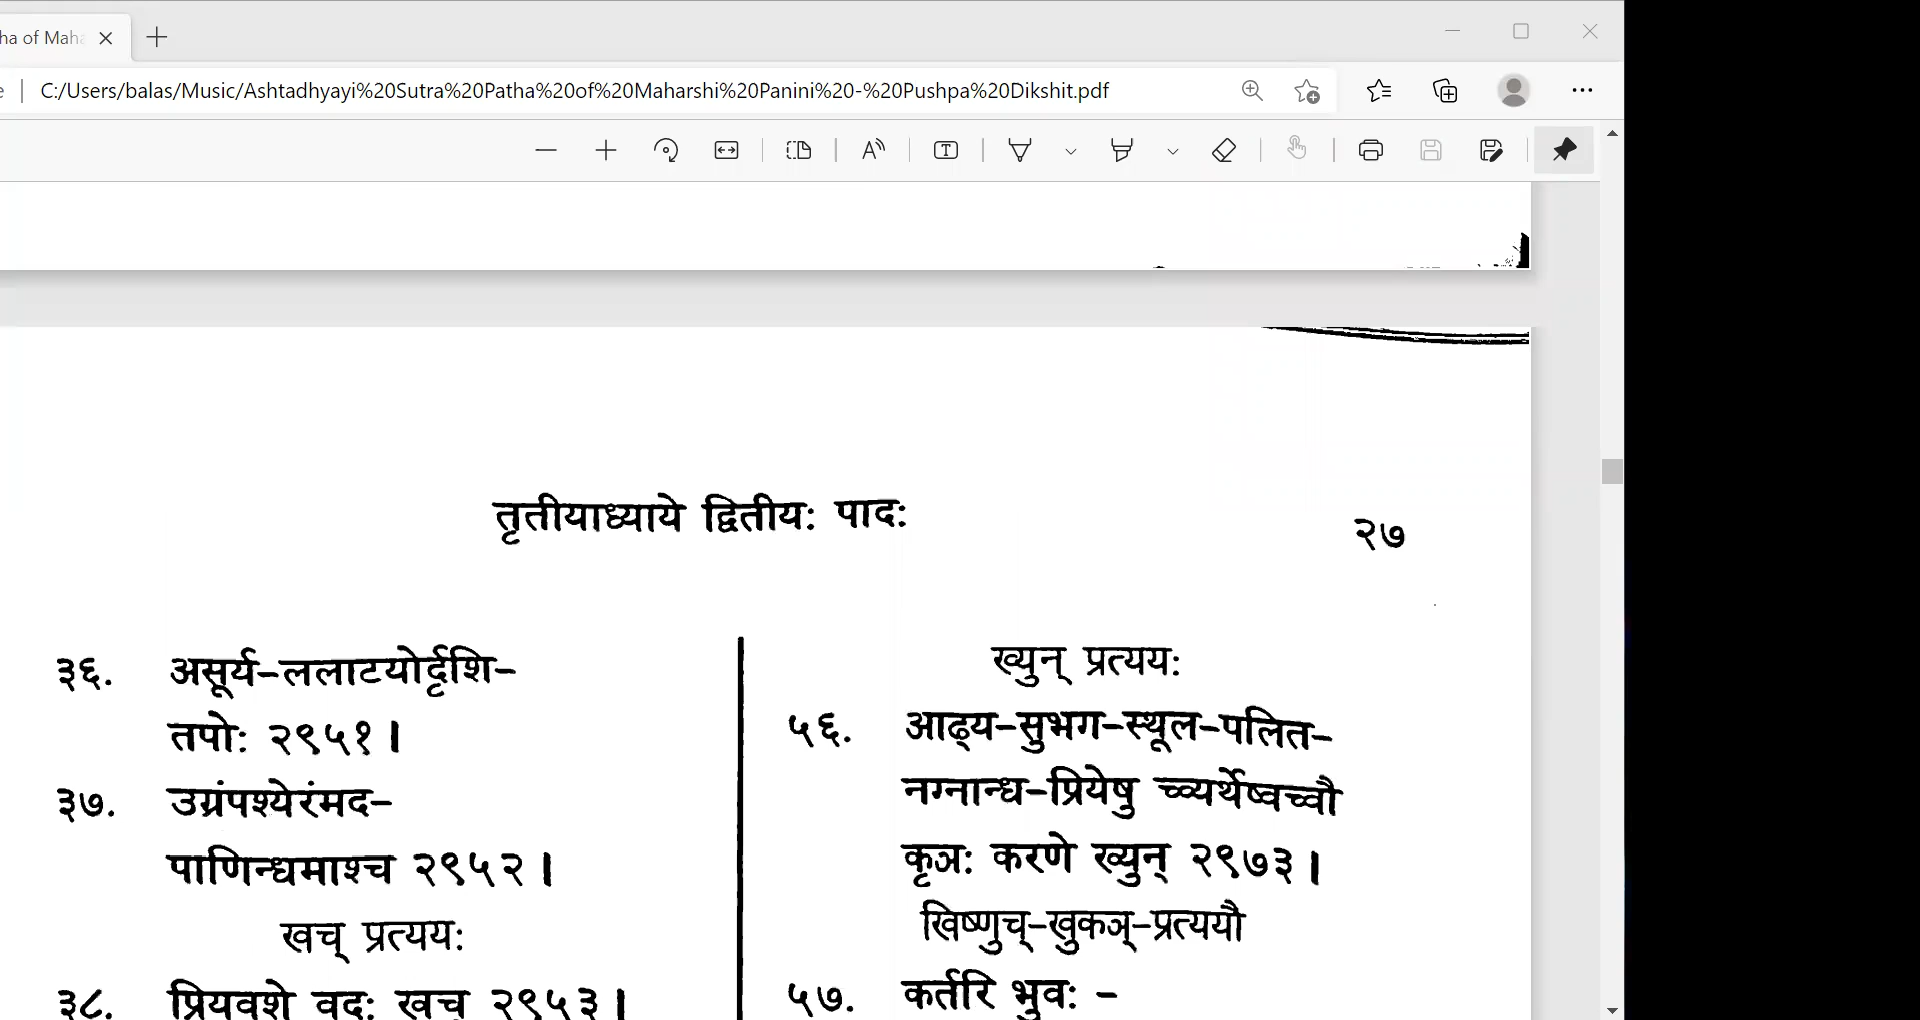 ha of Maha
C:/Users/balas/Music/Ashtadhyayi%20Sutra%20Patha%20of%20Maharshi%20Panini%20-%20Pushpa%20Dikshit.pdf
तृतीयाध्याये द्वितीयः पादः
२७
३६. असूर्य-ललाटयोर्दृशि-
तपोः २९५१ ।
३७. उग्रंपश्येरंमद-
पाणिन्धमाश्च २९५२ ।
खच् प्रत्ययः
३८. प्रियवशे वदः खच् २९५३ ।
ख्युन् प्रत्ययः
५६. आढ्य-सुभग-स्थूल-पलित-
नग्नान्ध-प्रियेषु च्व्यर्थेष्वच्वौ
कृञः करणे ख्युन् २९७३ ।
खिष्णुच्-खुकञ्-प्रत्ययौ
५७. कर्तरि भुवः -